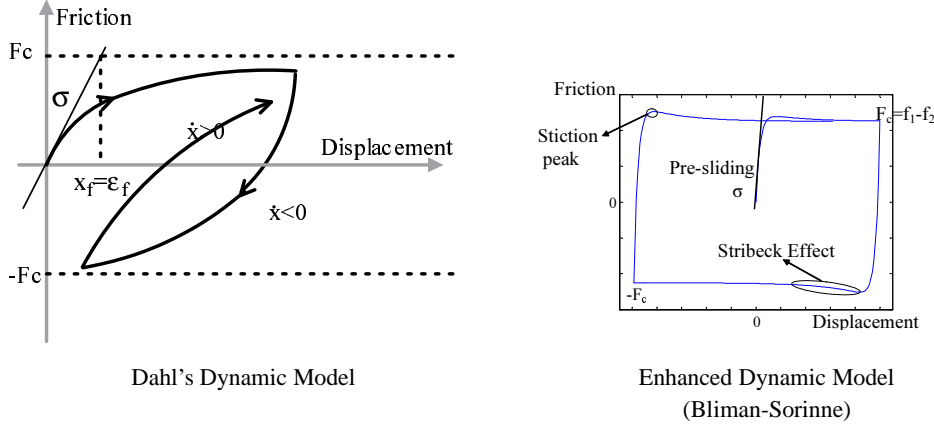 Friction
Fc
σ
ẋ>0
Displacement
x_f=ε_f
ẋ<0
-Fc
Dahl's Dynamic Model
Friction
F_c=f_1-f_2
Stiction
peak
Pre-sliding
σ
0
Stribeck Effect
-F_c
0
Displacement
Enhanced Dynamic Model
(Bliman-Sorinne)